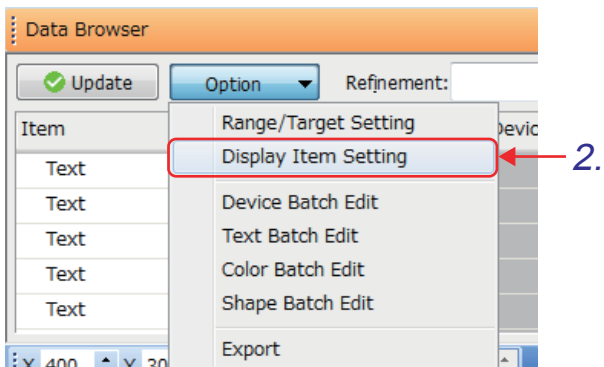 Data Browser
Update Option Refinement:
Item
Text
Text
Text
Text
Text
Range/Target Setting
Display Item Setting
Device Batch Edit
Text Batch Edit
Color Batch Edit
Shape Batch Edit
Export
2.
X 400 Y 30